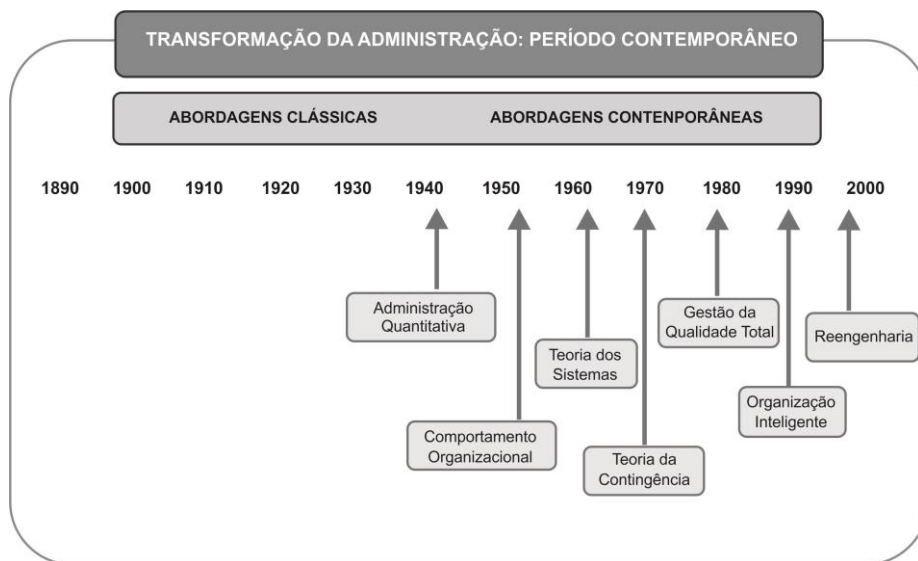 TRANSFORMAÇÃO DA ADMINISTRAÇÃO: PERÍODO CONTEMPORÂNEO
ABORDAGENS CLÁSSICAS
ABORDAGENS CONTENPORÂNEAS
1890 1900 1910 1920 1930 1940 1950 1960 1970 1980 1990 2000
Administração
Quantitativa
Comportamento
Organizacional
Teoria dos
Sistemas
Teoria da
Contingência
Gestão da
Qualidade Total
Organização
Inteligente
Reengenharia